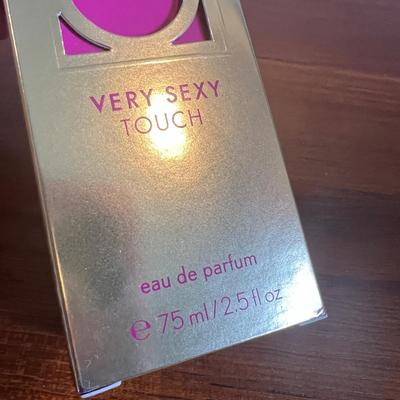 VERY SEXY
TOUCH
eau de parfum
℮ 75 ml/2.5 fl oz